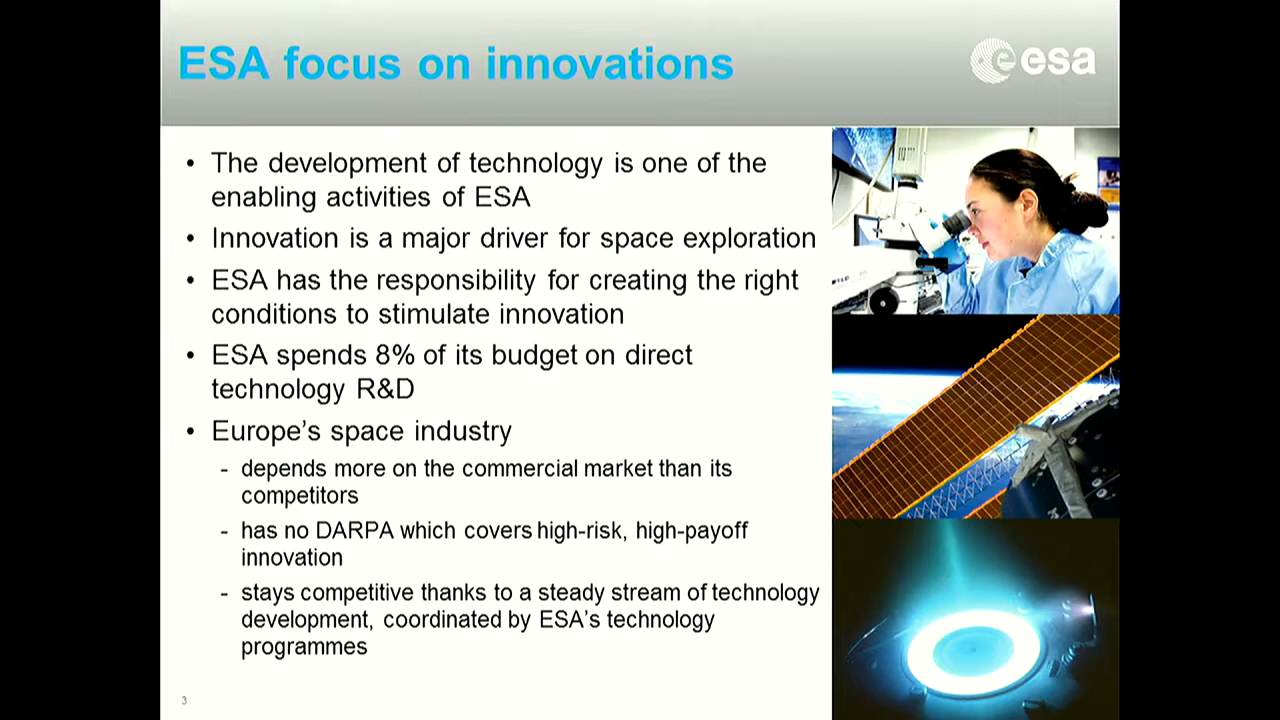 ESA focus on innovations
esa
• The development of technology is one of the
enabling activities of ESA
• Innovation is a major driver for space exploration
• ESA has the responsibility for creating the right
conditions to stimulate innovation
• ESA spends 8% of its budget on direct
technology R&D
• Europe's space industry
- depends more on the commercial market than its
competitors
- has no DARPA which covers high-risk, high-payoff
innovation
- stays competitive thanks to a steady stream of technology
development, coordinated by ESA's technology
programmes
3